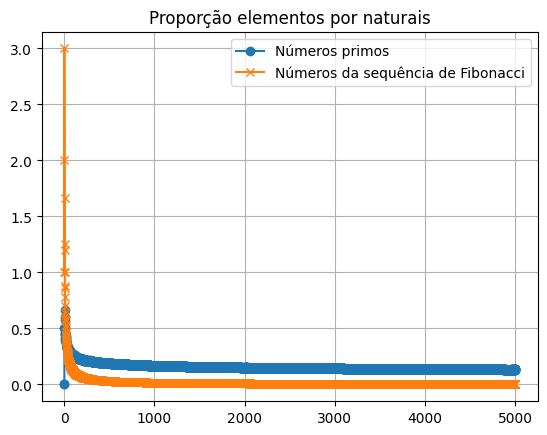 Proporção elementos por naturais
Números primos
Números da sequência de Fibonacci
3.0
2.5
2.0
1.5
1.0
0.5
0.0
0 1000 2000 3000 4000 5000